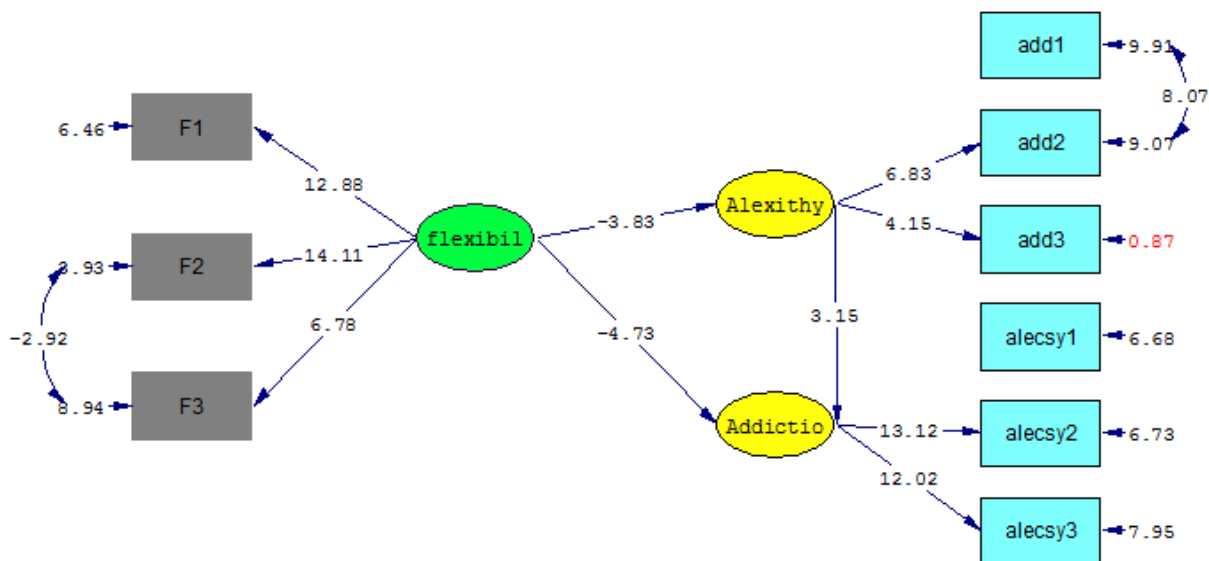 add1
9.91
8.07
F1
6.46
add2
9.07
12.88
6.83
Alexithy
-3.83
4.15
flexibil
add3
0.87
14.11
F2
3.93
6.78
-4.73
3.15
-2.92
alecsy1
6.68
F3
8.94
Addictio
13.12
alecsy2
6.73
12.02
alecsy3
7.95